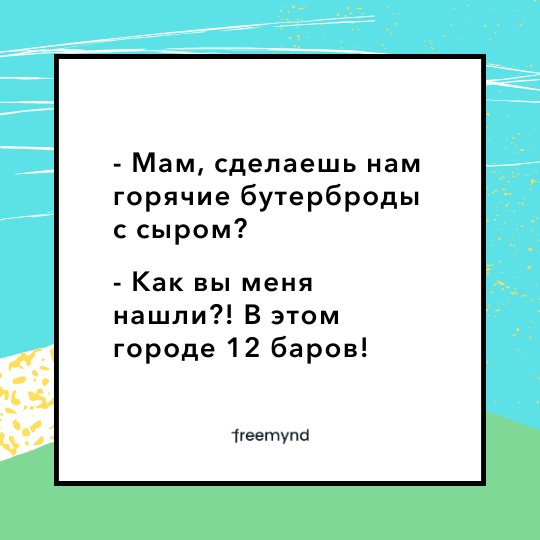 - Мам, сделаешь нам
горячие бутерброды
с сыром?
- Как вы меня
нашли?! В этом
городе 12 баров!
freemynd